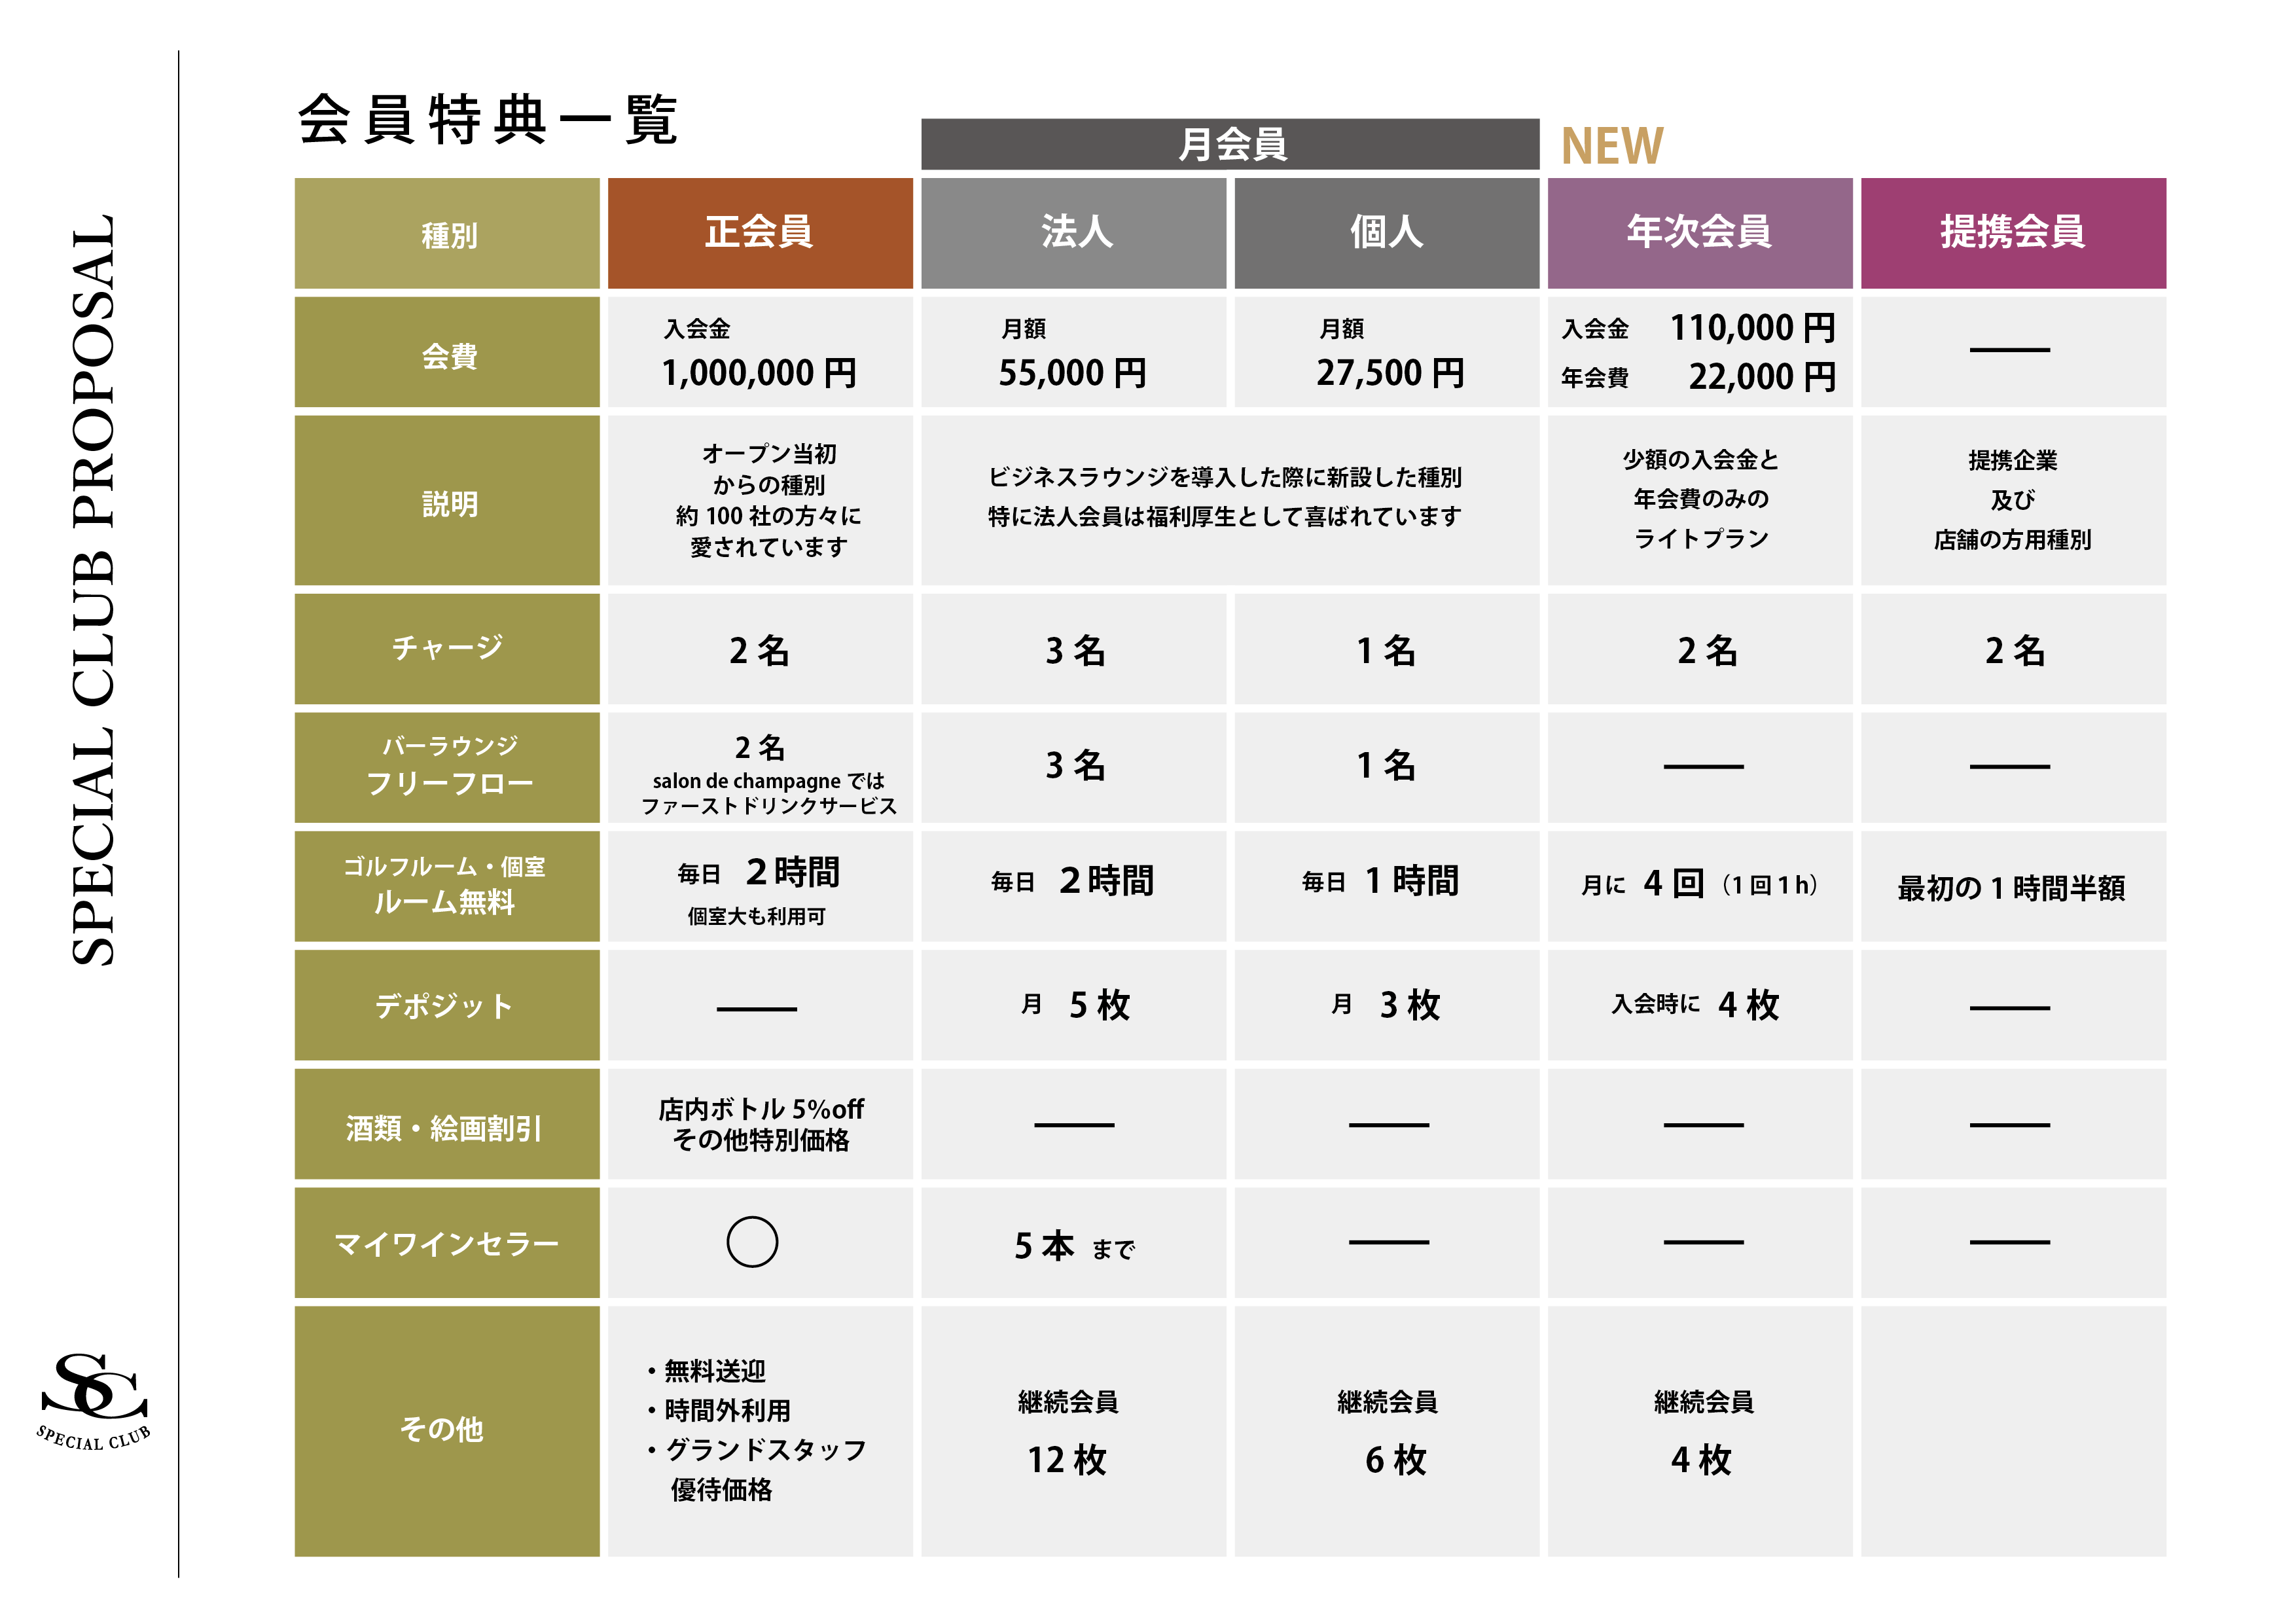 SPECIAL CLUB PROPOSAL
会員特典一覧
月会員
NEW
種別
正会員
法人
個人
年次会員
提携会員
会費
入会金
1,000,000 円
月額
55,000 円
月額
27,500 円
入会金 110,000 円
年会費 22,000 円
説明
オープン当初
からの種別
約 100 社の方々に
愛されています
ビジネスラウンジを導入した際に新設した種別
特に法人会員は福利厚生として喜ばれています
少額の入会金と
年会費のみの
ライトプラン
提携企業
及び
店舗の方用種別
チャージ
2 名
3 名
1 名
2 名
2 名
バーラウンジ
フリーフロー
2 名
salon de champagne では
ファーストドリンクサービス
3 名
1 名
ゴルフルーム・個室
ルーム無料
毎日 2 時間
個室大も利用可
毎日 2 時間
毎日 1 時間
月に 4 回（1 回 1 h）
最初の 1 時間半額
デポジット
月 5 枚
月 3 枚
入会時に 4 枚
酒類・絵画割引
店内ボトル 5%off
その他特別価格
マイワインセラー
◯
5 本 まで
その他
・無料送迎
・時間外利用
・グランドスタッフ
優待価格
継続会員
12 枚
継続会員
6 枚
継続会員
4 枚
SC
SPECIAL CLUB